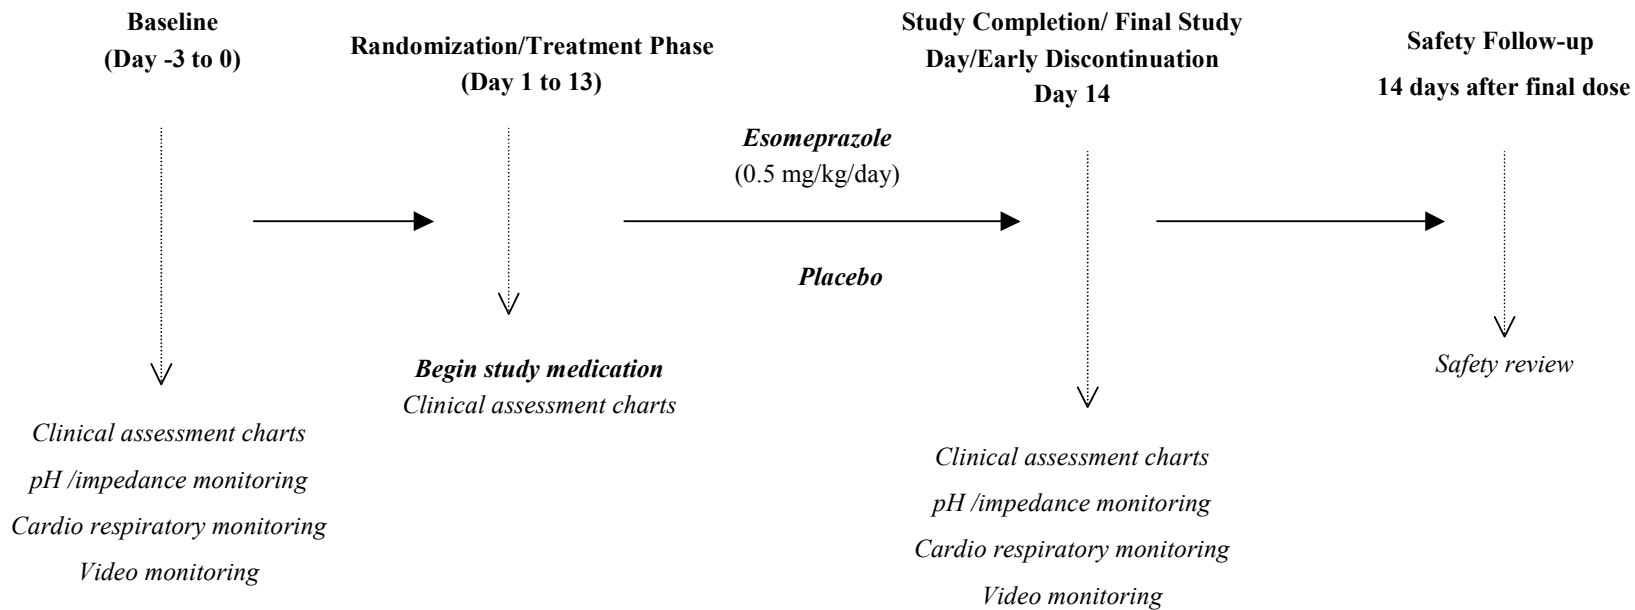 Baseline
(Day -3 to 0)
Randomization/Treatment Phase
(Day 1 to 13)
Study Completion/ Final Study
Day/Early Discontinuation
Day 14
Safety Follow-up
14 days after final dose
Esomeprazole
(0.5 mg/kg/day)
Placebo
Begin study medication
Clinical assessment charts
Safety review
Clinical assessment charts
pH /impedance monitoring
Cardio respiratory monitoring
Video monitoring
Clinical assessment charts
pH /impedance monitoring
Cardio respiratory monitoring
Video monitoring